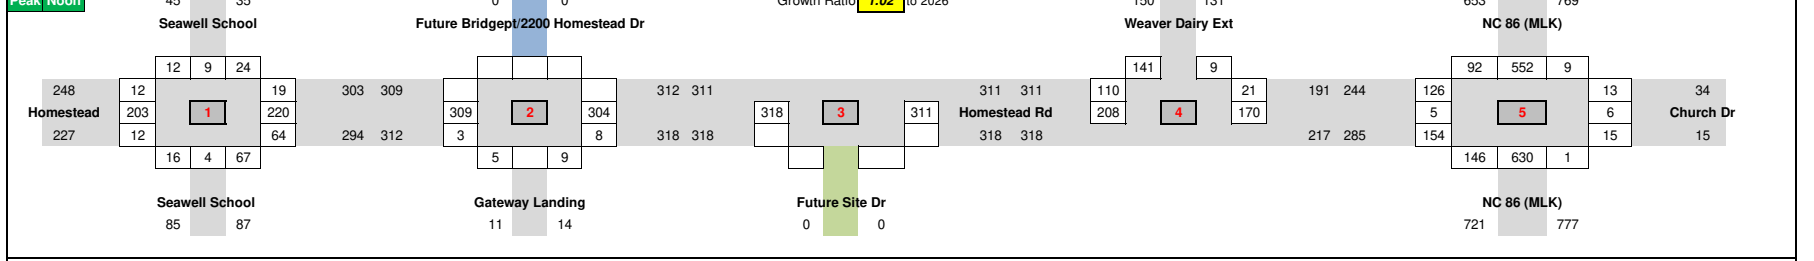 Peak Noon 45 35 0 0 Growth Ratio 1.02 to 2026 150 131 653 769
Seawell School Future Bridgept/2200 Homestead Dr Weaver Dairy Ext NC 86 (MLK)
12 9 24 141 9 92 552 9
248 12 19 303 309 312 311 311 311 110 21 191 244 126 13 34
Homestead 203 1 220 309 2 304 318 3 311 Homestead Rd 208 4 170 5 5 6 Church Dr
227 12 64 294 312 3 8 318 318 318 318 217 285 154 15 15
16 4 67 5 9 146 630 1
Seawell School Gateway Landing Future Site Dr NC 86 (MLK)
85 87 11 14 0 0 721 777